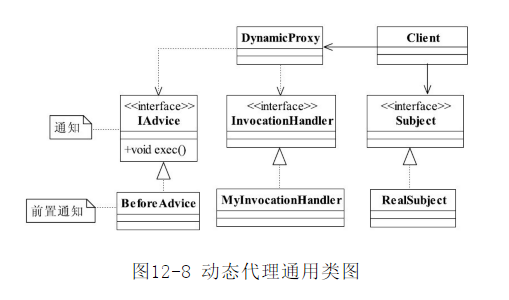 DynamicProxy
Client
<<interface>>
IAdvice
+void exec()
<<interface>>
InvocationHandler
<<interface>>
Subject
通知
BeforeAdvice
MyInvocationHandler
RealSubject
前置通知
图12-8 动态代理通用类图